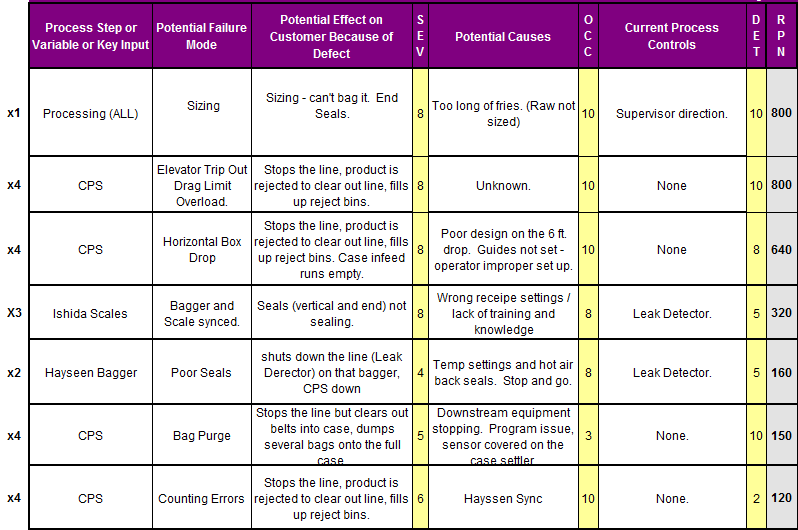 Process Step or Variable or Key Input
Potential Failure Mode
Potential Effect on Customer Because of Defect
SEV
Potential Causes
OCC
Current Process Controls
DET
RPN
x1
Processing (ALL)
Sizing
Sizing - can't bag it. End Seals.
8
Too long of fries. (Raw not sized)
10
Supervisor direction.
10
800
x4
CPS
Elevator Trip Out Drag Limit Overload.
Stops the line, product is rejected to clear out line, fills up reject bins.
8
Unknown.
10
None
10
800
x4
CPS
Horizontal Box Drop
Stops the line, product is rejected to clear out line, fills up reject bins. Case infeed runs empty.
8
Poor design on the 6 ft. drop. Guides not set - operator improper set up.
10
None
8
640
X3
Ishida Scales
Bagger and Scale synced.
Seals (vertical and end) not sealing.
8
Wrong receipe settings / lack of training and knowledge
8
Leak Detector.
5
320
x2
Hayseen Bagger
Poor Seals
shuts down the line (Leak Derector) on that bagger, CPS down
4
Temp settings and hot air back seals. Stop and go.
8
Leak Detector.
5
160
x4
CPS
Bag Purge
Stops the line but clears out belts into case, dumps several bags onto the full case
5
Downstream equipment stopping. Program issue, sensor covered on the case settler
3
None.
10
150
x4
CPS
Counting Errors
Stops the line, product is rejected to clear out line, fills up reject bins.
6
Hayssen Sync
10
None.
2
120